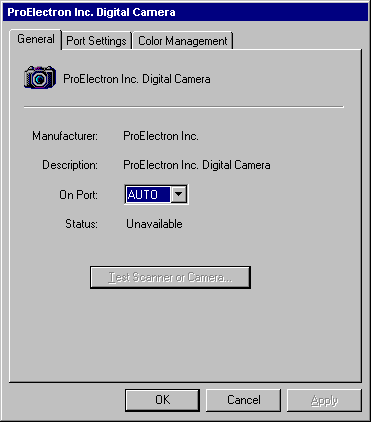 ProElectron Inc. Digital Camera
General Port Settings Color Management
ProElectron Inc. Digital Camera
Manufacturer: ProElectron Inc.
Description: ProElectron Inc. Digital Camera
On Port: AUTO
Status: Unavailable
Test Scanner or Camera...
OK Cancel Apply